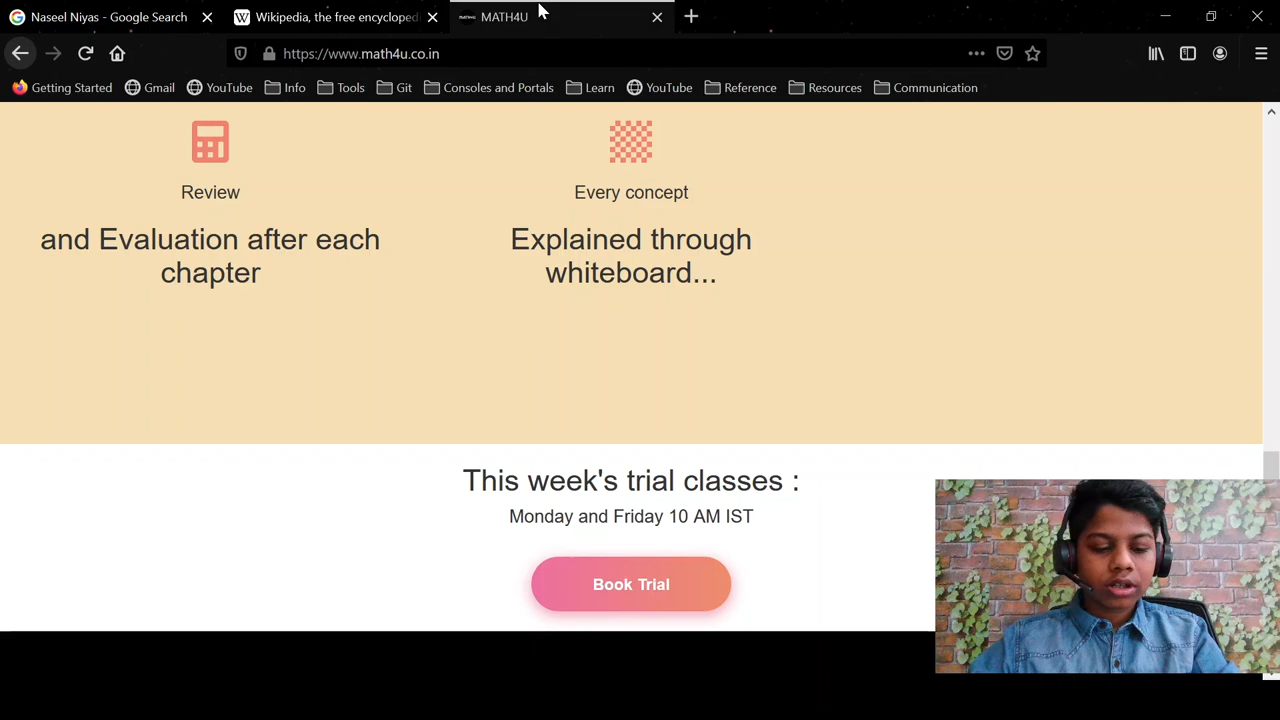 Naseel Niyas - Google Search
Wikipedia, the free encycloped
MATH4U
https://www.math4u.co.in
Getting Started Gmail YouTube Info Tools Git Consoles and Portals Learn YouTube Reference Resources Communication
Review
and Evaluation after each
chapter
Every concept
Explained through
whiteboard...
This week's trial classes :
Monday and Friday 10 AM IST
Book Trial